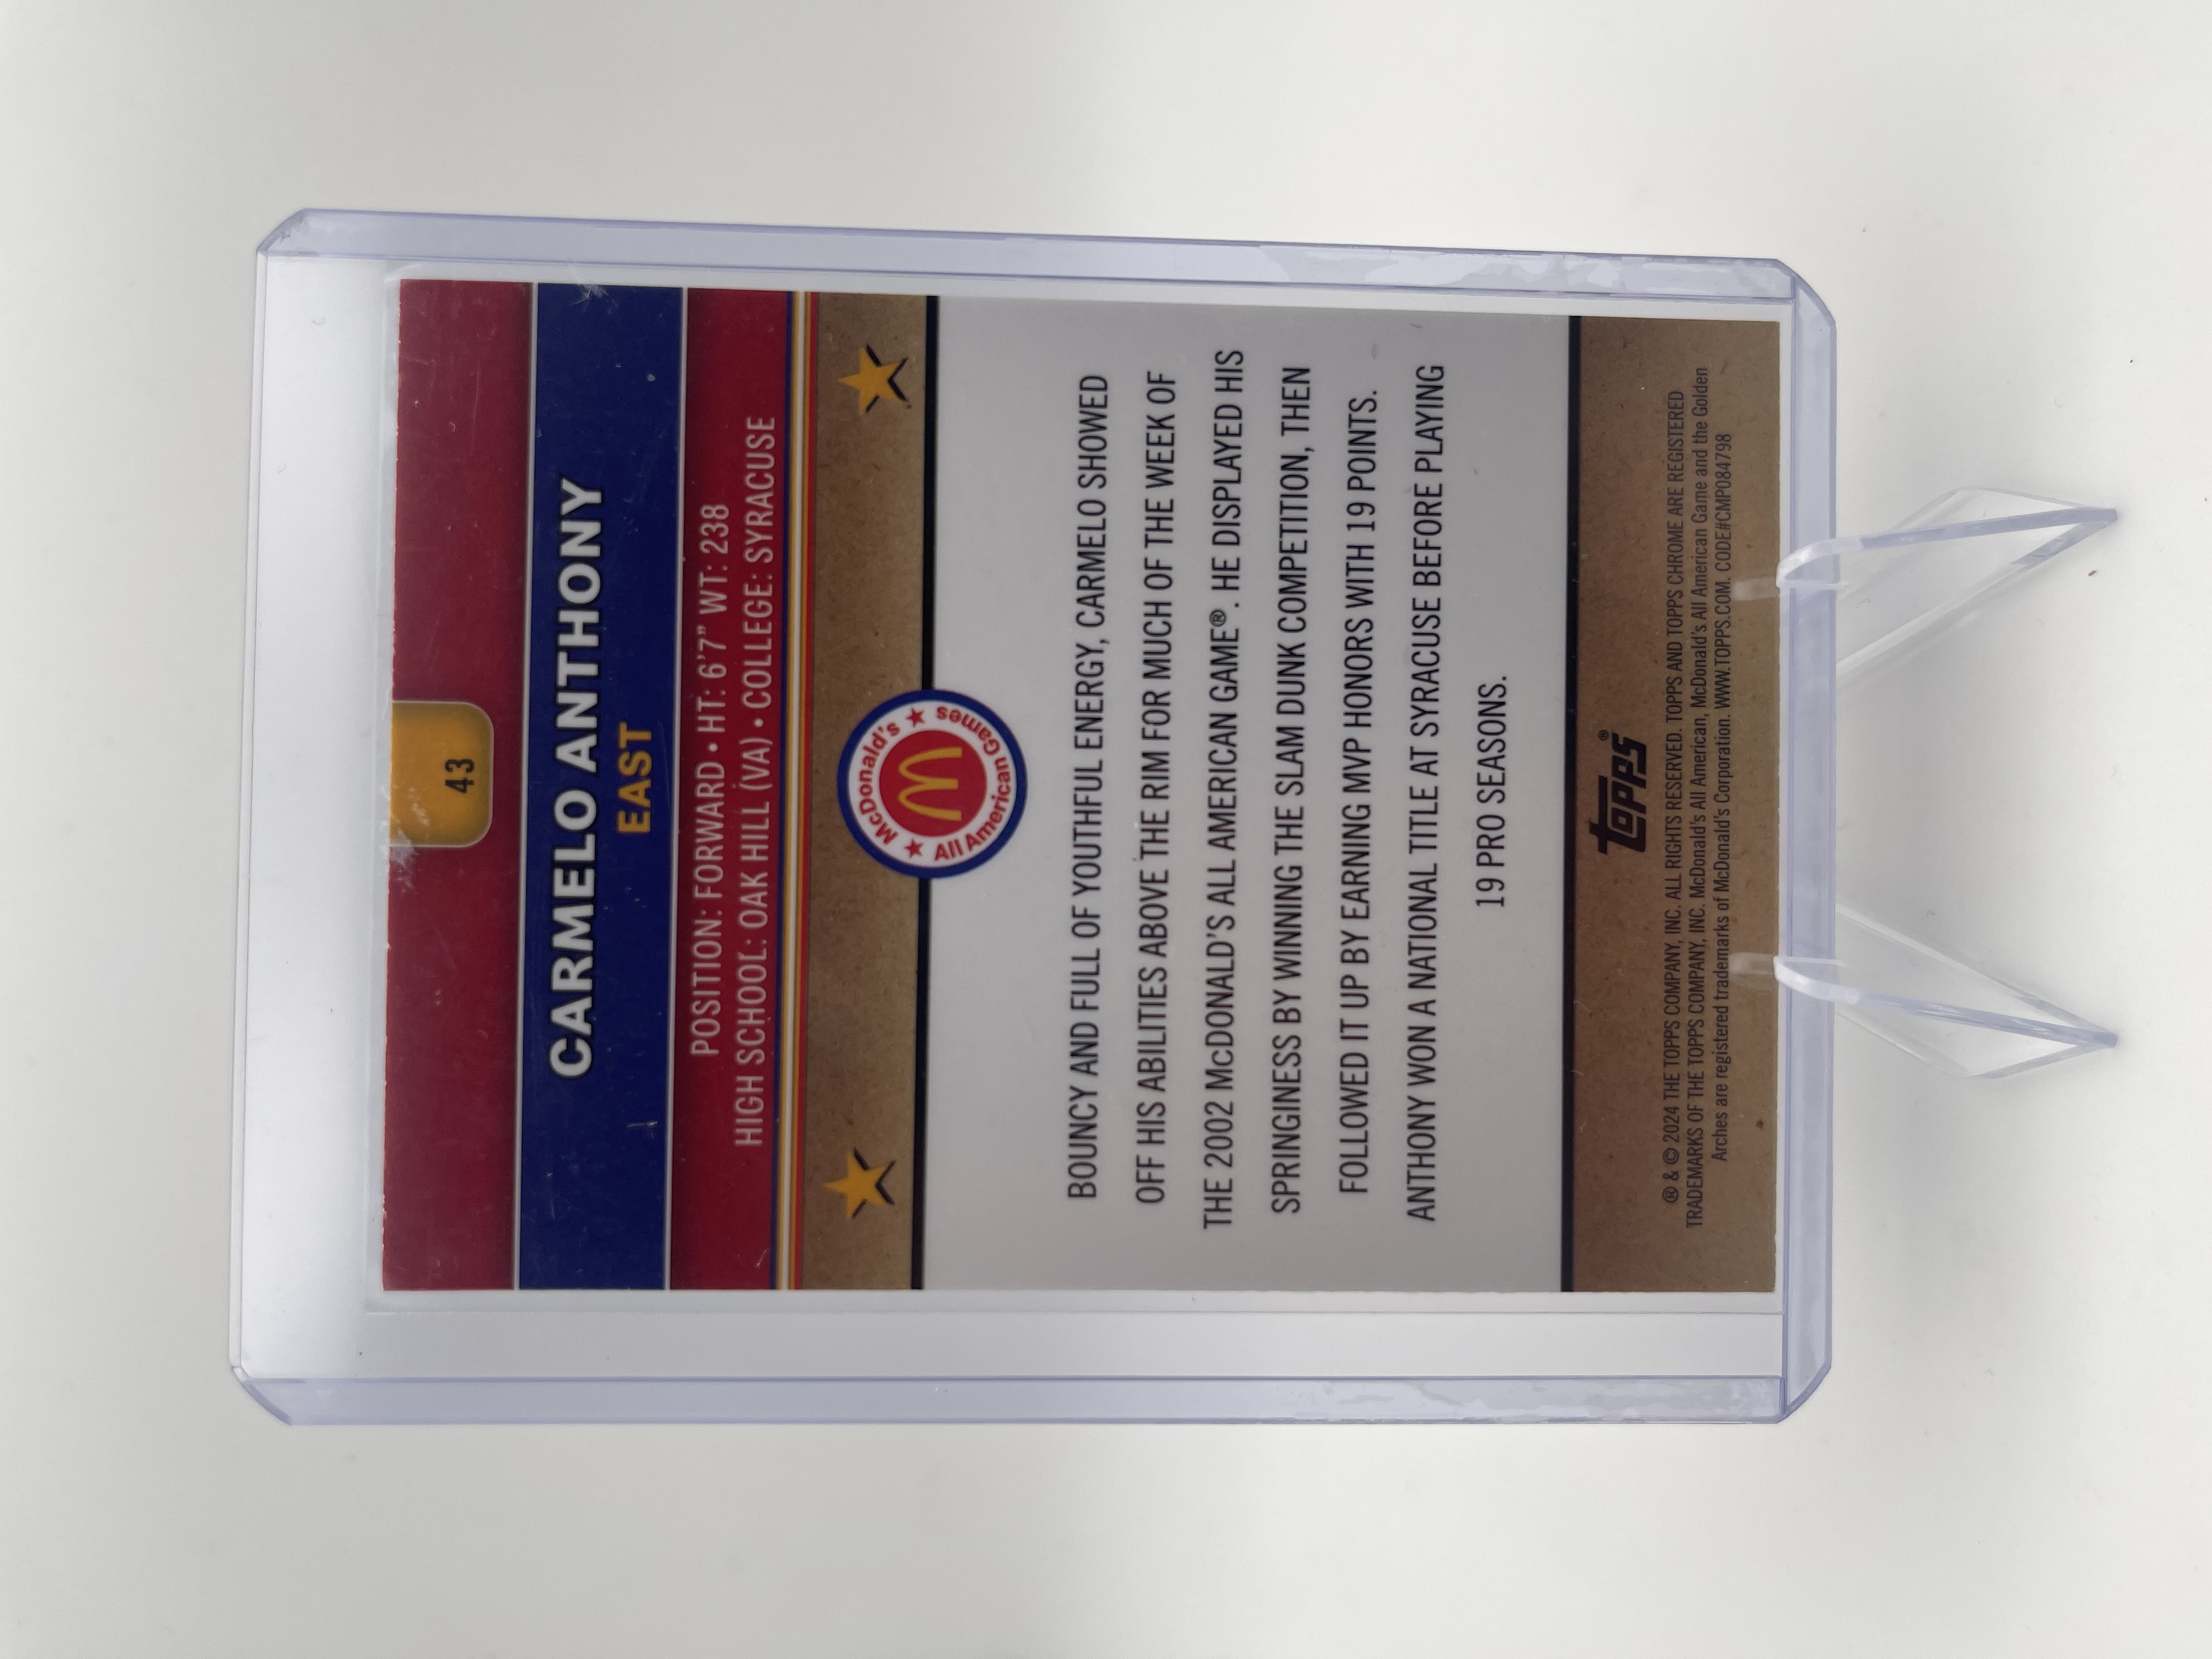 43
CARMELO ANTHONY
EAST
POSITION: FORWARD • HT: 6'7" WT: 238
HIGH SCHOOL: OAK HILL (VA) • COLLEGE: SYRACUSE
McDonald's
All American Games
BOUNCY AND FULL OF YOUTHFUL ENERGY, CARMELO SHOWED
OFF HIS ABILITIES ABOVE THE RIM FOR MUCH OF THE WEEK OF
THE 2002 McDONALD'S ALL AMERICAN GAME®. HE DISPLAYED HIS
SPRINGINESS BY WINNING THE SLAM DUNK COMPETITION, THEN
FOLLOWED IT UP BY EARNING MVP HONORS WITH 19 POINTS.
ANTHONY WON A NATIONAL TITLE AT SYRACUSE BEFORE PLAYING
19 PRO SEASONS.
topps®
® & © 2024 THE TOPPS COMPANY, INC. ALL RIGHTS RESERVED. TOPPS AND TOPPS CHROME ARE REGISTERED
TRADEMARKS OF THE TOPPS COMPANY, INC. McDonald's All American, McDonald's All American Game and the Golden
Arches are registered trademarks of McDonald's Corporation. WWW.TOPPS.COM. CODE#CMP084798